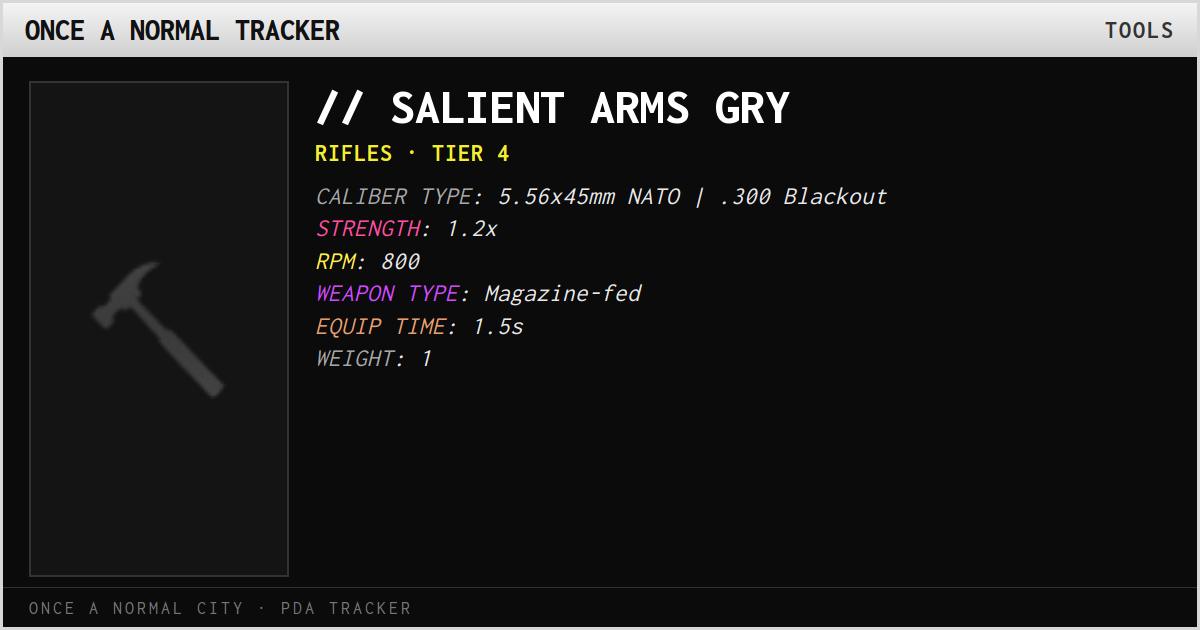 ONCE A NORMAL TRACKER
TOOLS
// SALIENT ARMS GRY
RIFLES · TIER 4
CALIBER TYPE: 5.56x45mm NATO | .300 Blackout
STRENGTH: 1.2x
RPM: 800
WEAPON TYPE: Magazine-fed
EQUIP TIME: 1.5s
WEIGHT: 1
ONCE A NORMAL CITY · PDA TRACKER